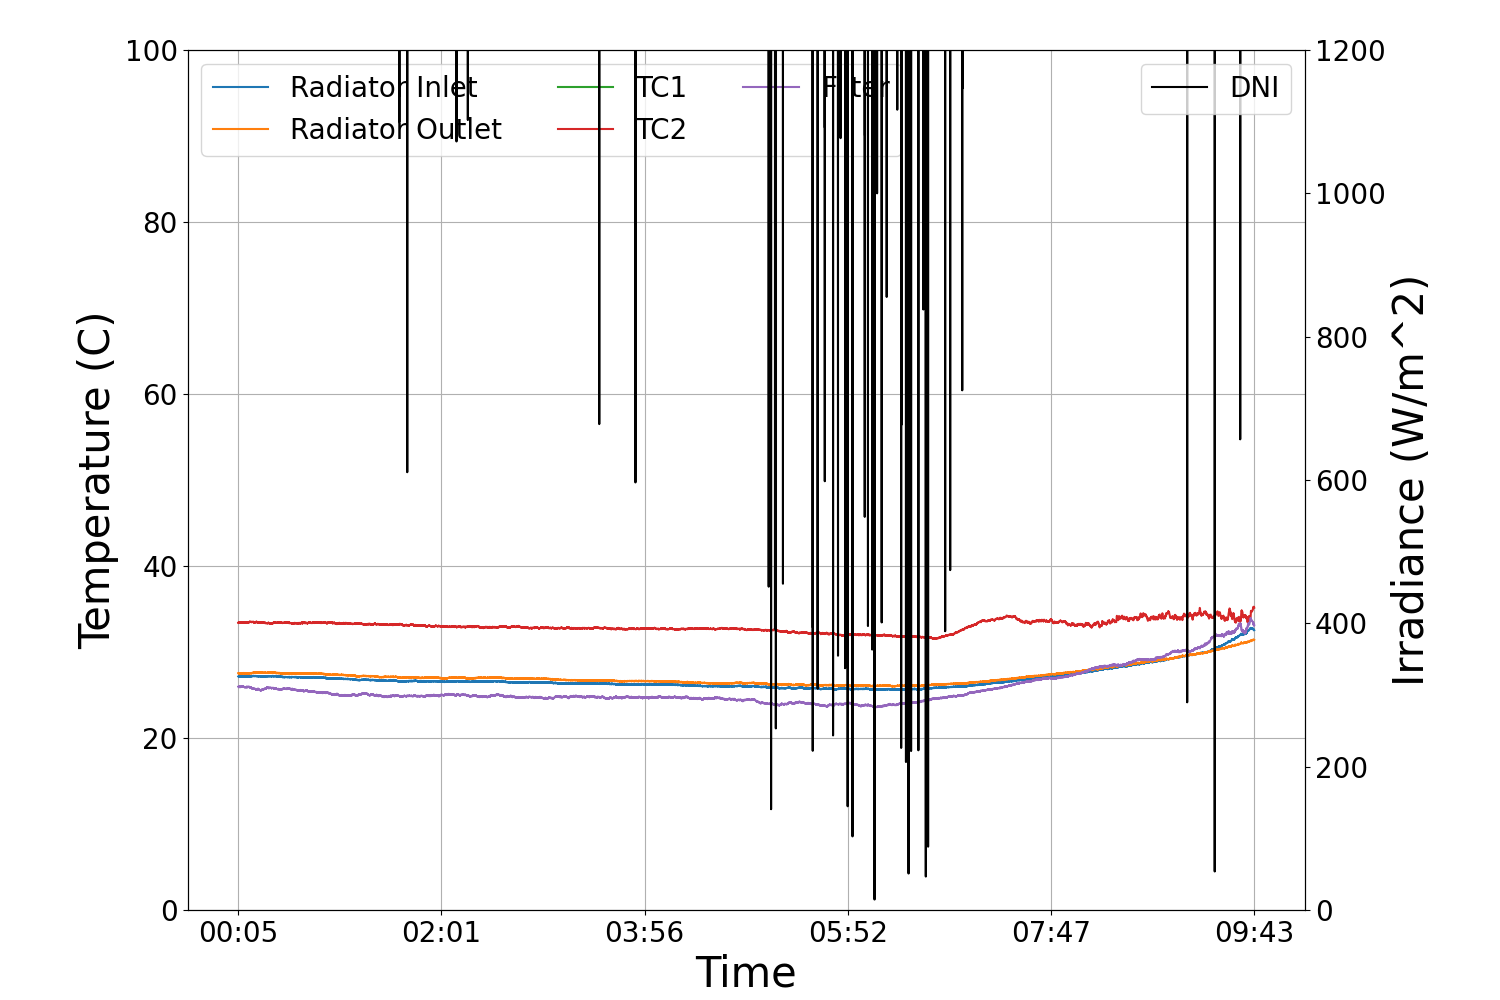 100
80
60
40
20
0
Temperature (C)
Radiator Inlet
Radiator Outlet
TC1
TC2
Filter
DNI
1200
1000
800
600
400
200
0
Irradiance (W/m^2)
00:05 02:01 03:56 05:52 07:47 09:43
Time